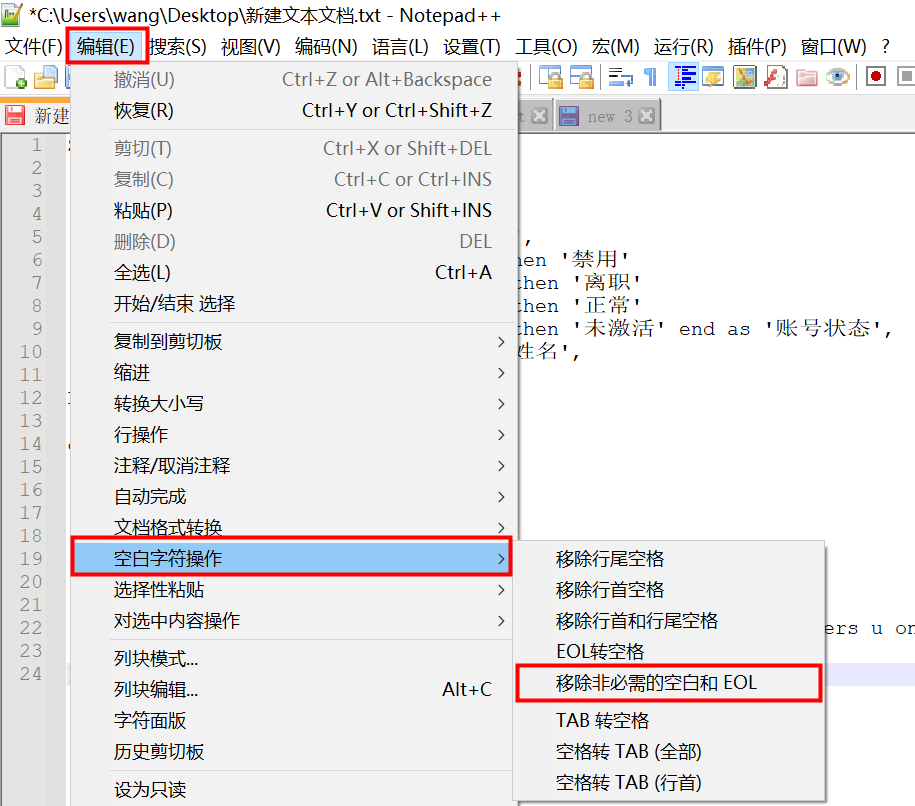 *C:\Users\wang\Desktop\新建文本文档.txt - Notepad++
文件(F) 编辑(E) 搜索(S) 视图(V) 编码(N) 语言(L) 设置(T) 工具(O) 宏(M) 运行(R) 插件(P) 窗口(W) ?
新建 new 3
撤消(U) Ctrl+Z or Alt+Backspace
恢复(R) Ctrl+Y or Ctrl+Shift+Z
剪切(T) Ctrl+X or Shift+DEL
复制(C) Ctrl+C or Ctrl+INS
粘贴(P) Ctrl+V or Shift+INS
删除(D) DEL
全选(L) Ctrl+A
开始/结束 选择
复制到剪切板
缩进
转换大小写
行操作
注释/取消注释
自动完成
文档格式转换
空白字符操作
选择性粘贴
对选中内容操作
列块模式...
列块编辑... Alt+C
字符面版
历史剪切板
设为只读
移除行尾空格
移除行首空格
移除行首和行尾空格
EOL转空格
移除非必需的空白和 EOL
TAB 转空格
空格转 TAB (全部)
空格转 TAB (行首)
1
2
3
4
5 ,
6 hen '禁用'
7 then '离职'
8 then '正常'
9 then '未激活' end as '账号状态',
10 姓名',
11
12
13
14
15
16
17
18
19
20
21
22 ers u on
23
24